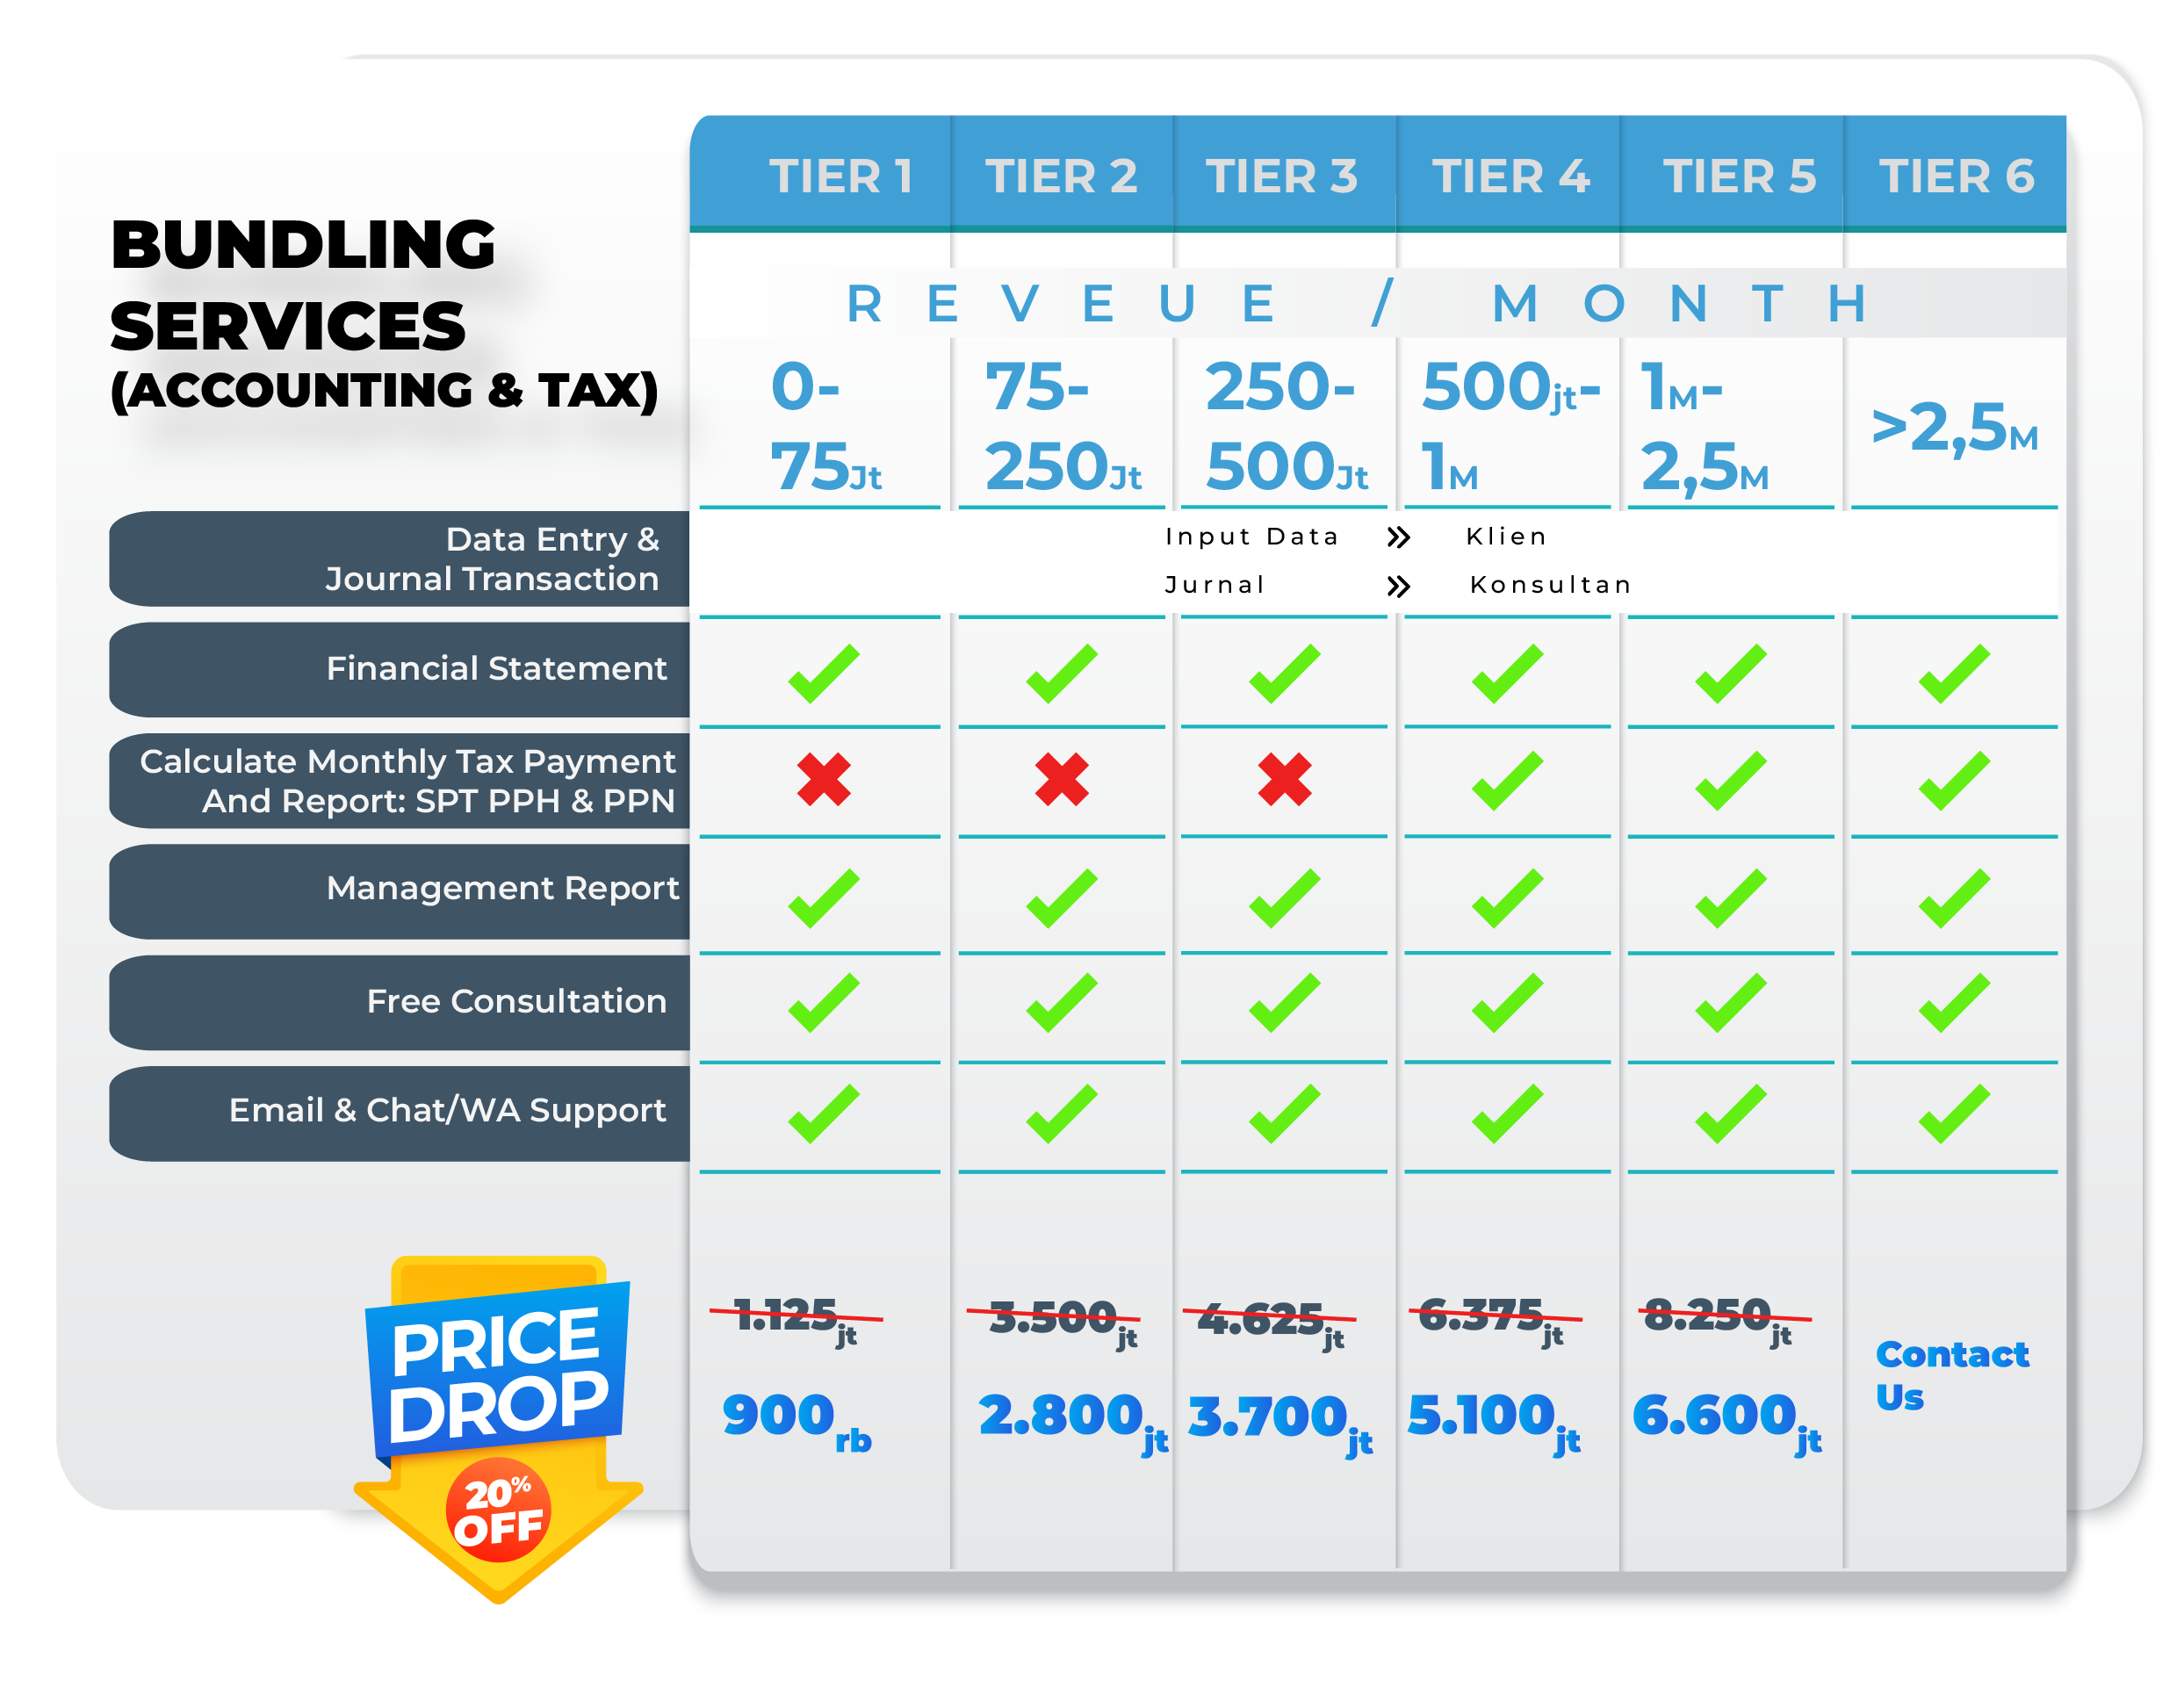 TIER 1 TIER 2 TIER 3 TIER 4 TIER 5 TIER 6
BUNDLING
SERVICES
(ACCOUNTING & TAX)
REVEUE / MONTH
0- 75- 250- 500jt- 1M-
75Jt 250Jt 500Jt 1M 2,5M
>2,5M
Data Entry &
Journal Transaction
Input Data Klien
Jurnal Konsultan
Financial Statement
Calculate Monthly Tax Payment
And Report: SPT PPH & PPN
Management Report
Free Consultation
Email & Chat/WA Support
PRICE
DROP
20%
OFF
1.125jt 3.500jt 4.625jt 6.375jt 8.250jt
900rb 2.800jt 3.700jt 5.100jt 6.600jt
Contact
Us